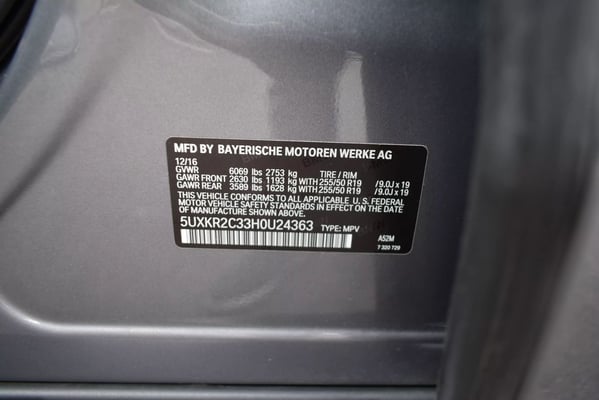 MFD BY BAYERISCHE MOTOREN WERKE AG
12/16
GVWR 6069 lbs 2753 kg TIRE/RIM
GAWR FRONT 2630 lbs 1193 kg WITH 255/50 R19 /9.0J x 19
GAWR REAR 3589 lbs 1628 kg WITH 255/50 R19 /9.0J x 19
THIS VEHICLE CONFORMS TO ALL APPLICABLE U.S. FEDERAL
MOTOR VEHICLE SAFETY STANDARDS IN EFFECT ON THE
DATE OF MANUFACTURE SHOWN ABOVE.
5UXKR2C33H0U24363 TYPE: MPV
A52M
7 320 729